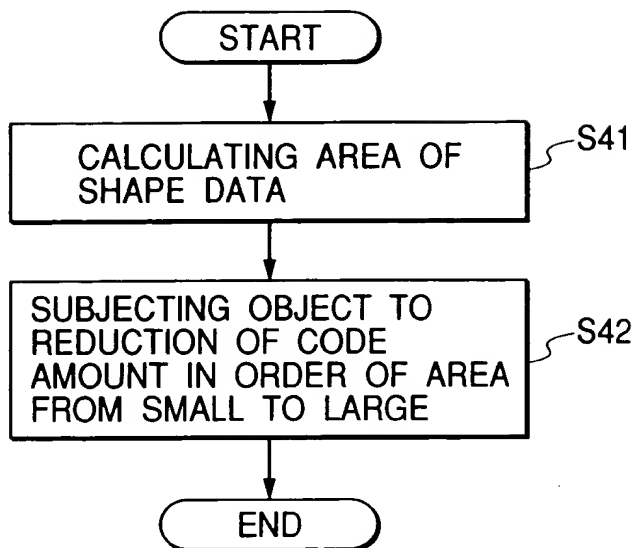 START
CALCULATING AREA OF
SHAPE DATA
S41
SUBJECTING OBJECT TO
REDUCTION OF CODE
AMOUNT IN ORDER OF AREA
FROM SMALL TO LARGE
S42
END